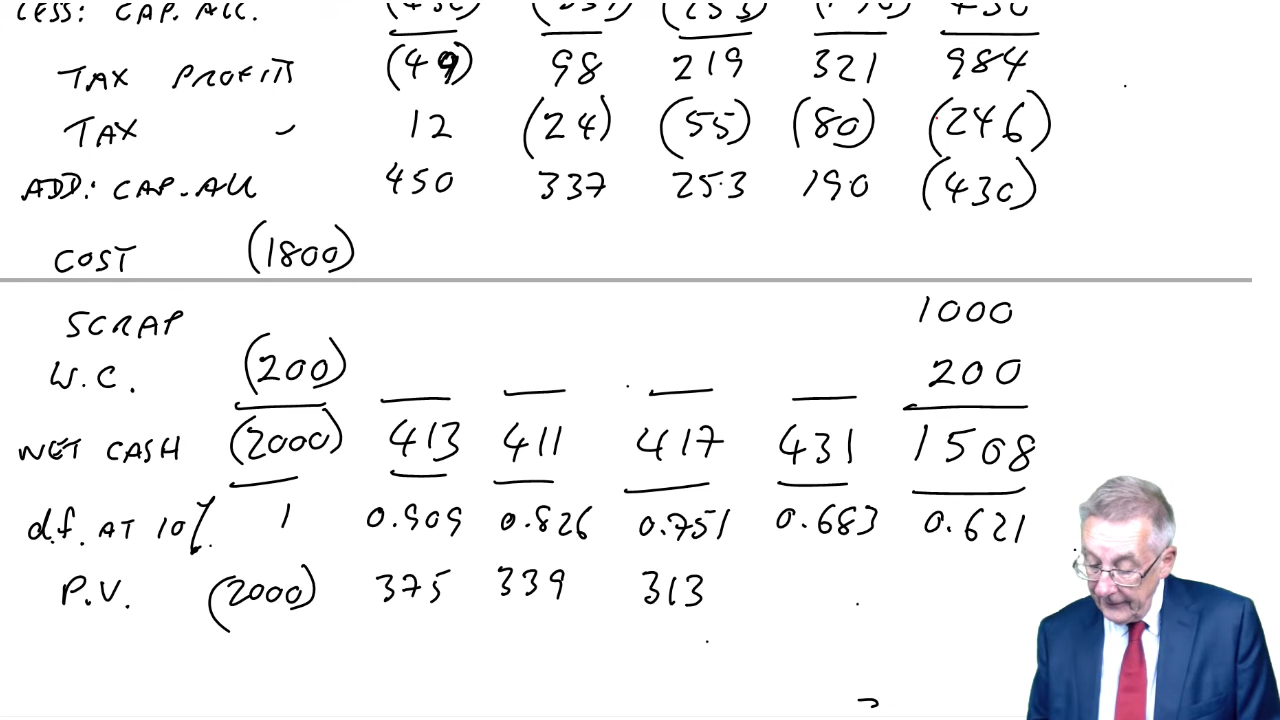 LESS: CAP. ALL.
TAX PROFITS (49) 98 219 321 984
TAX 12 (24) (55) (80) (246)
ADD: CAP. ALL 450 337 253 190 (430)
COST (1800)
SCRAP 1000
W.C. (200) 200
NET CASH (2000) 413 411 417 431 1508
d.f. AT 10% 1 0.909 0.826 0.751 0.683 0.621
P.V. (2000) 375 339 313